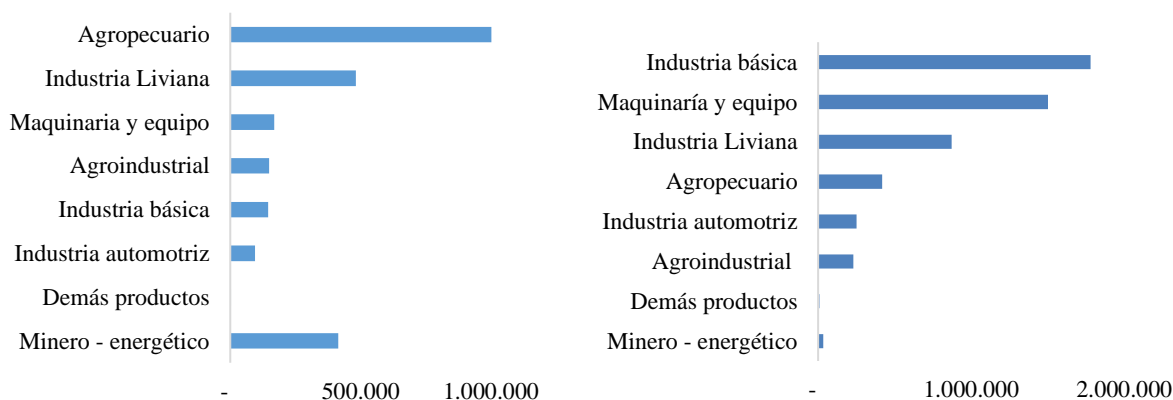 Agropecuario
Industria Liviana
Maquinaria y equipo
Agroindustrial
Industria básica
Industria automotriz
Demás productos
Minero - energético
- 500.000 1.000.000
Industria básica
Maquinaría y equipo
Industria Liviana
Agropecuario
Industria automotriz
Agroindustrial
Demás productos
Minero - energético
- 1.000.000 2.000.000